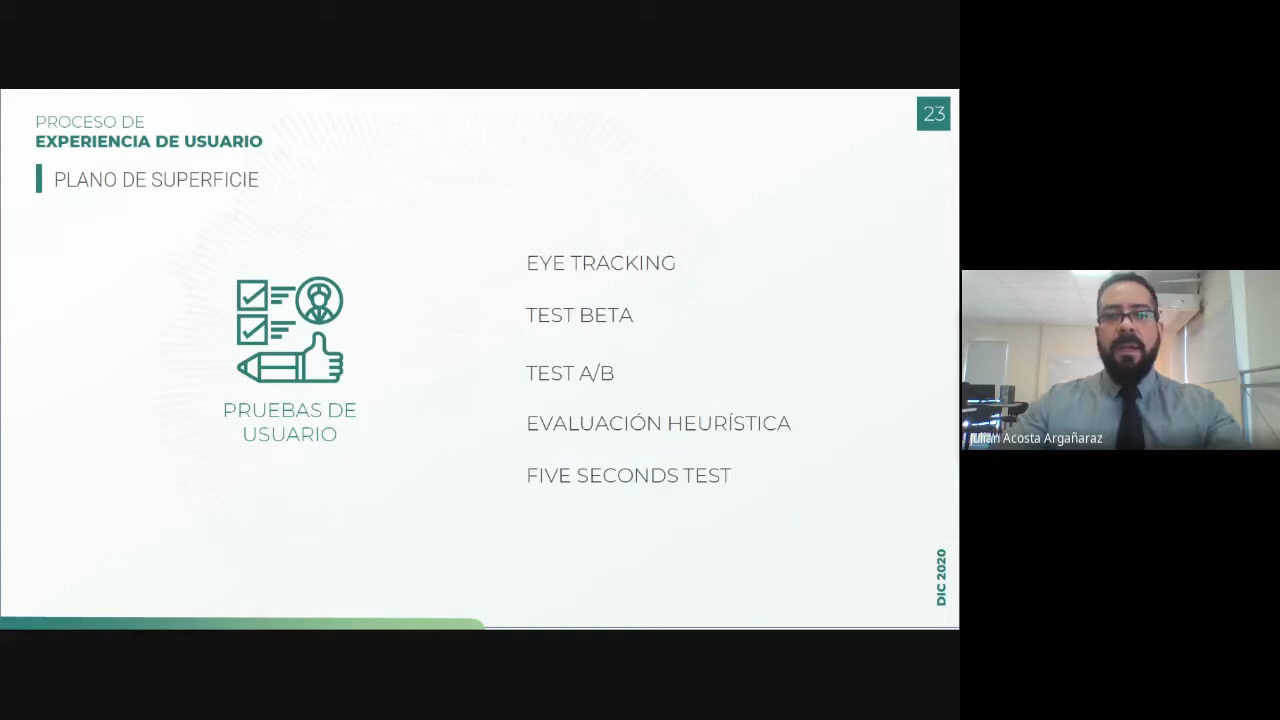 PROCESO DE
EXPERIENCIA DE USUARIO
PLANO DE SUPERFICIE
23
EYE TRACKING
TEST BETA
TEST A/B
EVALUACIÓN HEURÍSTICA
FIVE SECONDS TEST
PRUEBAS DE
USUARIO
DIC 2020
Julián Acosta Argañaraz